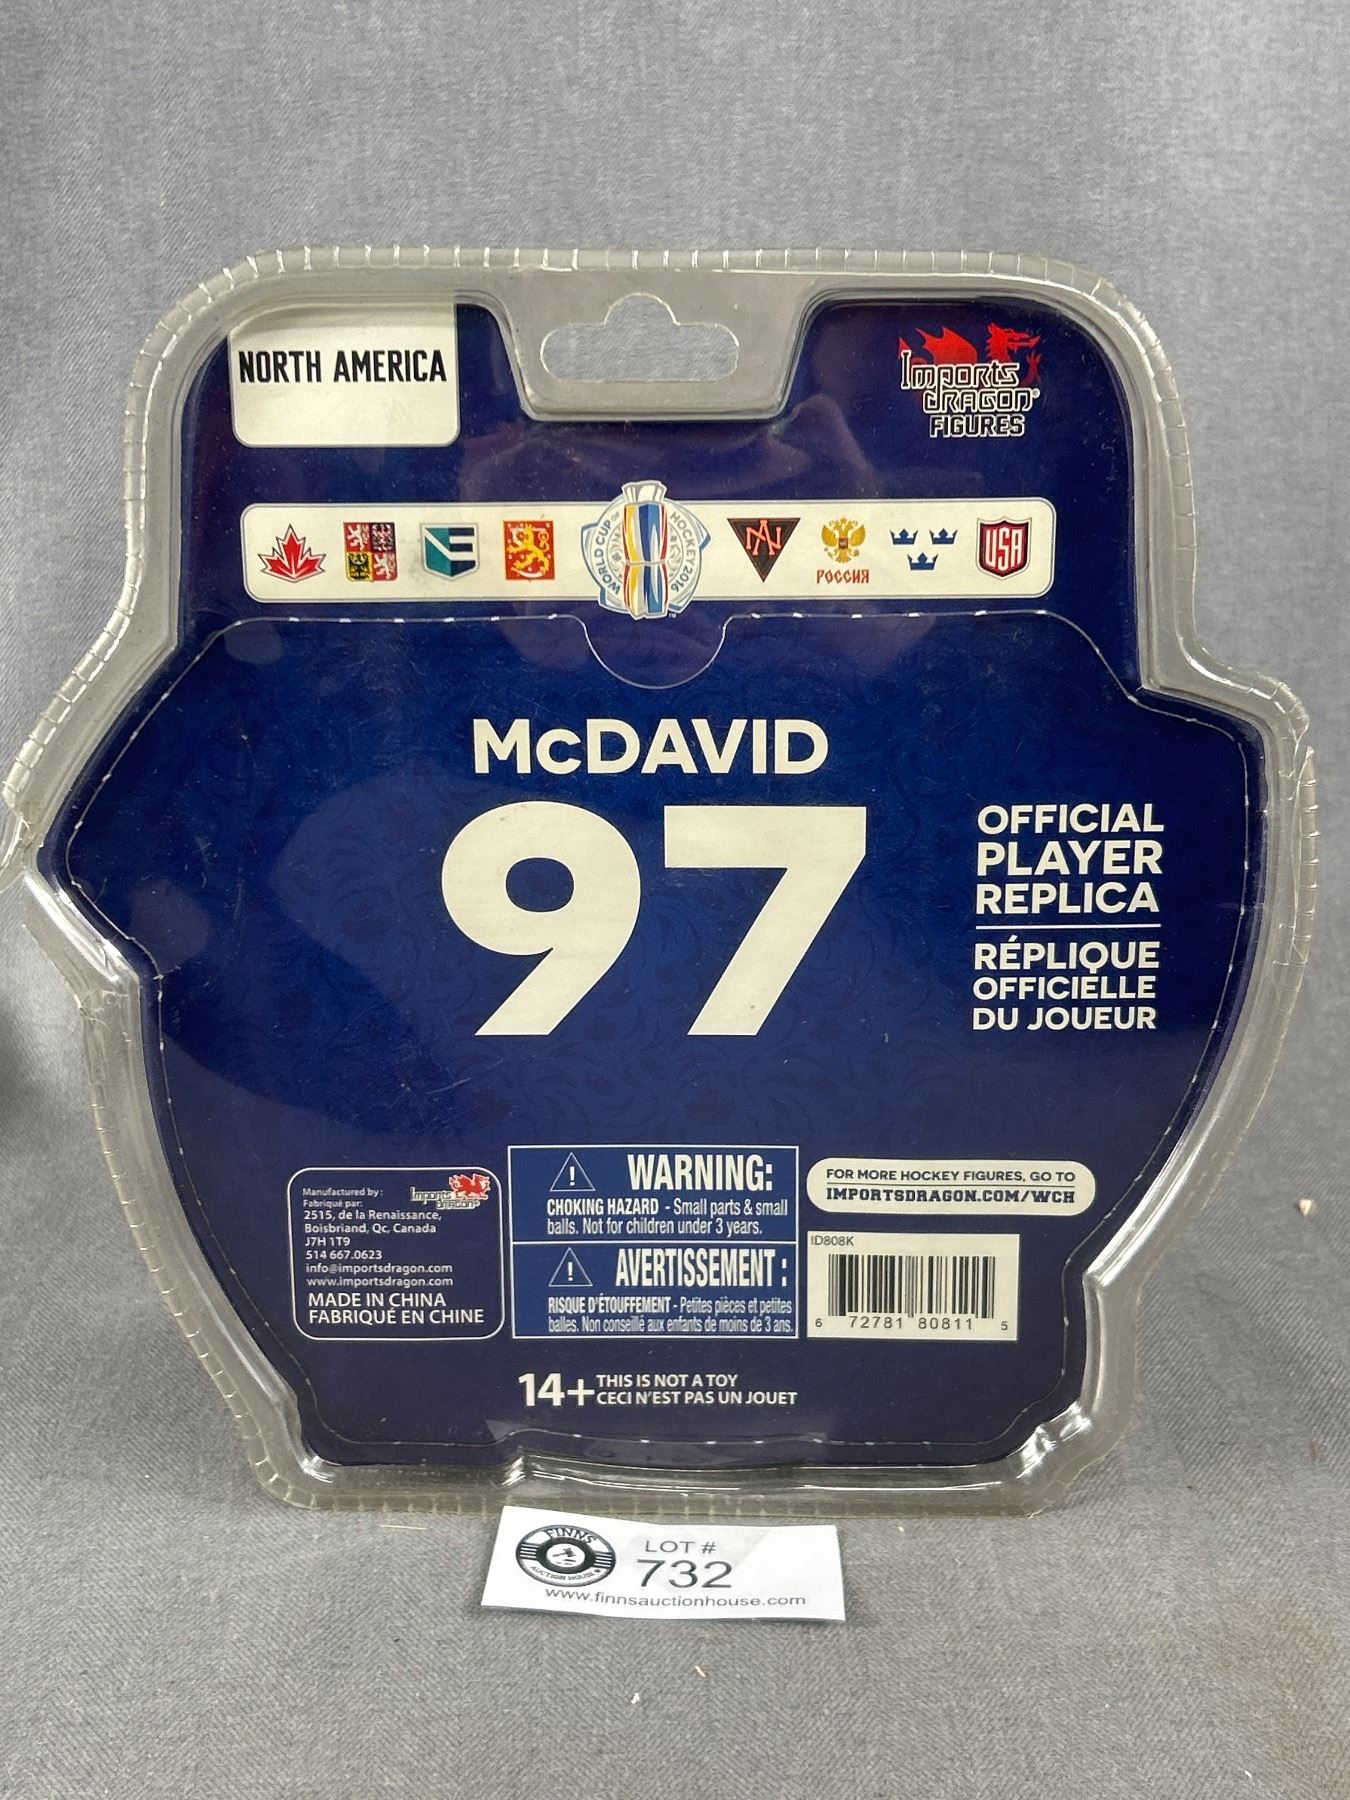 NORTH AMERICA
Imports
DRAGON®
FIGURES
WORLD CUP OF HOCKEY 2016
NA
РОССИЯ
USA
McDAVID
97
OFFICIAL
PLAYER
REPLICA
RÉPLIQUE
OFFICIELLE
DU JOUEUR
Manufactured by :
Fabriqué par:
2515, de la Renaissance,
Boisbriand, Qc, Canada
J7H 1T9
514 667.0623
info@importsdragon.com
www.importsdragon.com
MADE IN CHINA
FABRIQUÉ EN CHINE
Imports
DRAGON
WARNING:
CHOKING HAZARD - Small parts & small
balls. Not for children under 3 years.
AVERTISSEMENT :
RISQUE D'ÉTOUFFEMENT - Petites pièces et petites
balles. Non conseillé aux enfants de moins de 3 ans.
FOR MORE HOCKEY FIGURES, GO TO
IMPORTSDRAGON.COM/WCH
ID808K
6 72781 80811 5
14+ THIS IS NOT A TOY
CECI N'EST PAS UN JOUET
FINNS
AUCTION HOUSE
LOT #
732
www.finnsauctionhouse.com